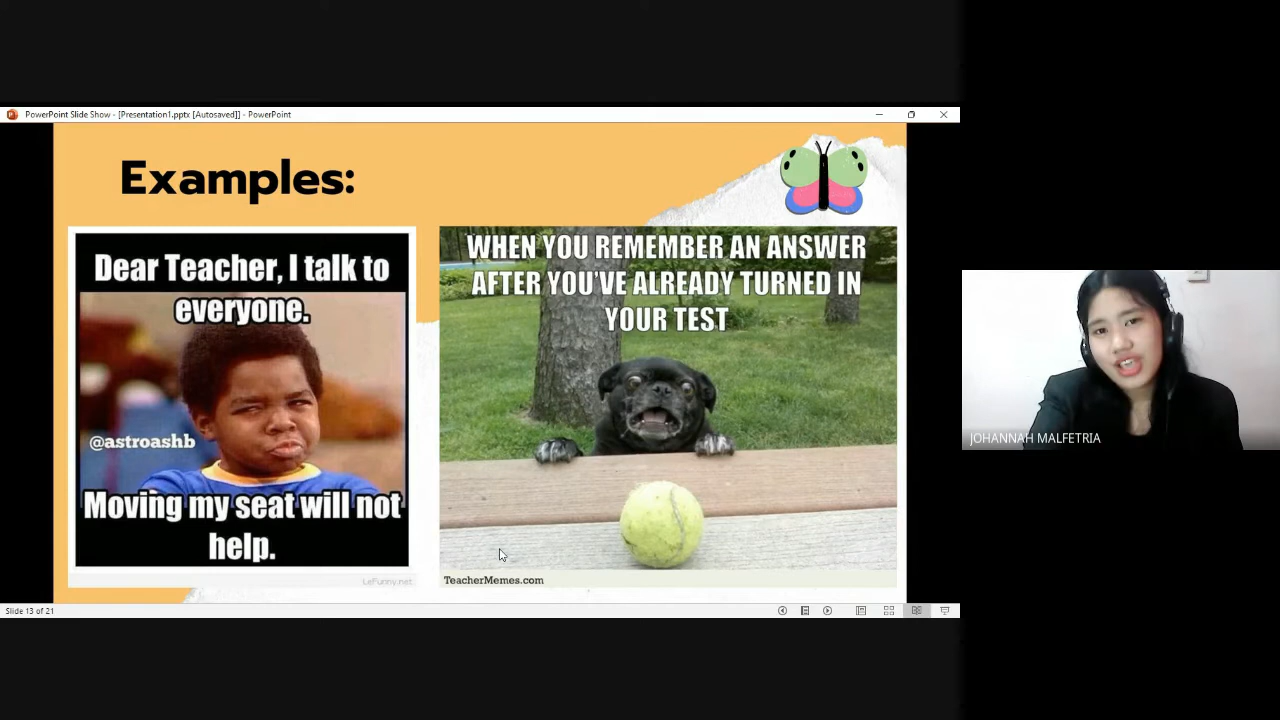 PowerPoint Slide Show - [Presentation1.pptx [Autosaved]] - PowerPoint
Examples:
Dear Teacher, I talk to
everyone.
@astroashb
Moving my seat will not
help.
LeFunny.net
WHEN YOU REMEMBER AN ANSWER
AFTER YOU'VE ALREADY TURNED IN
YOUR TEST
TeacherMemes.com
JOHANNAH MALFETRIA
Slide 13 of 21